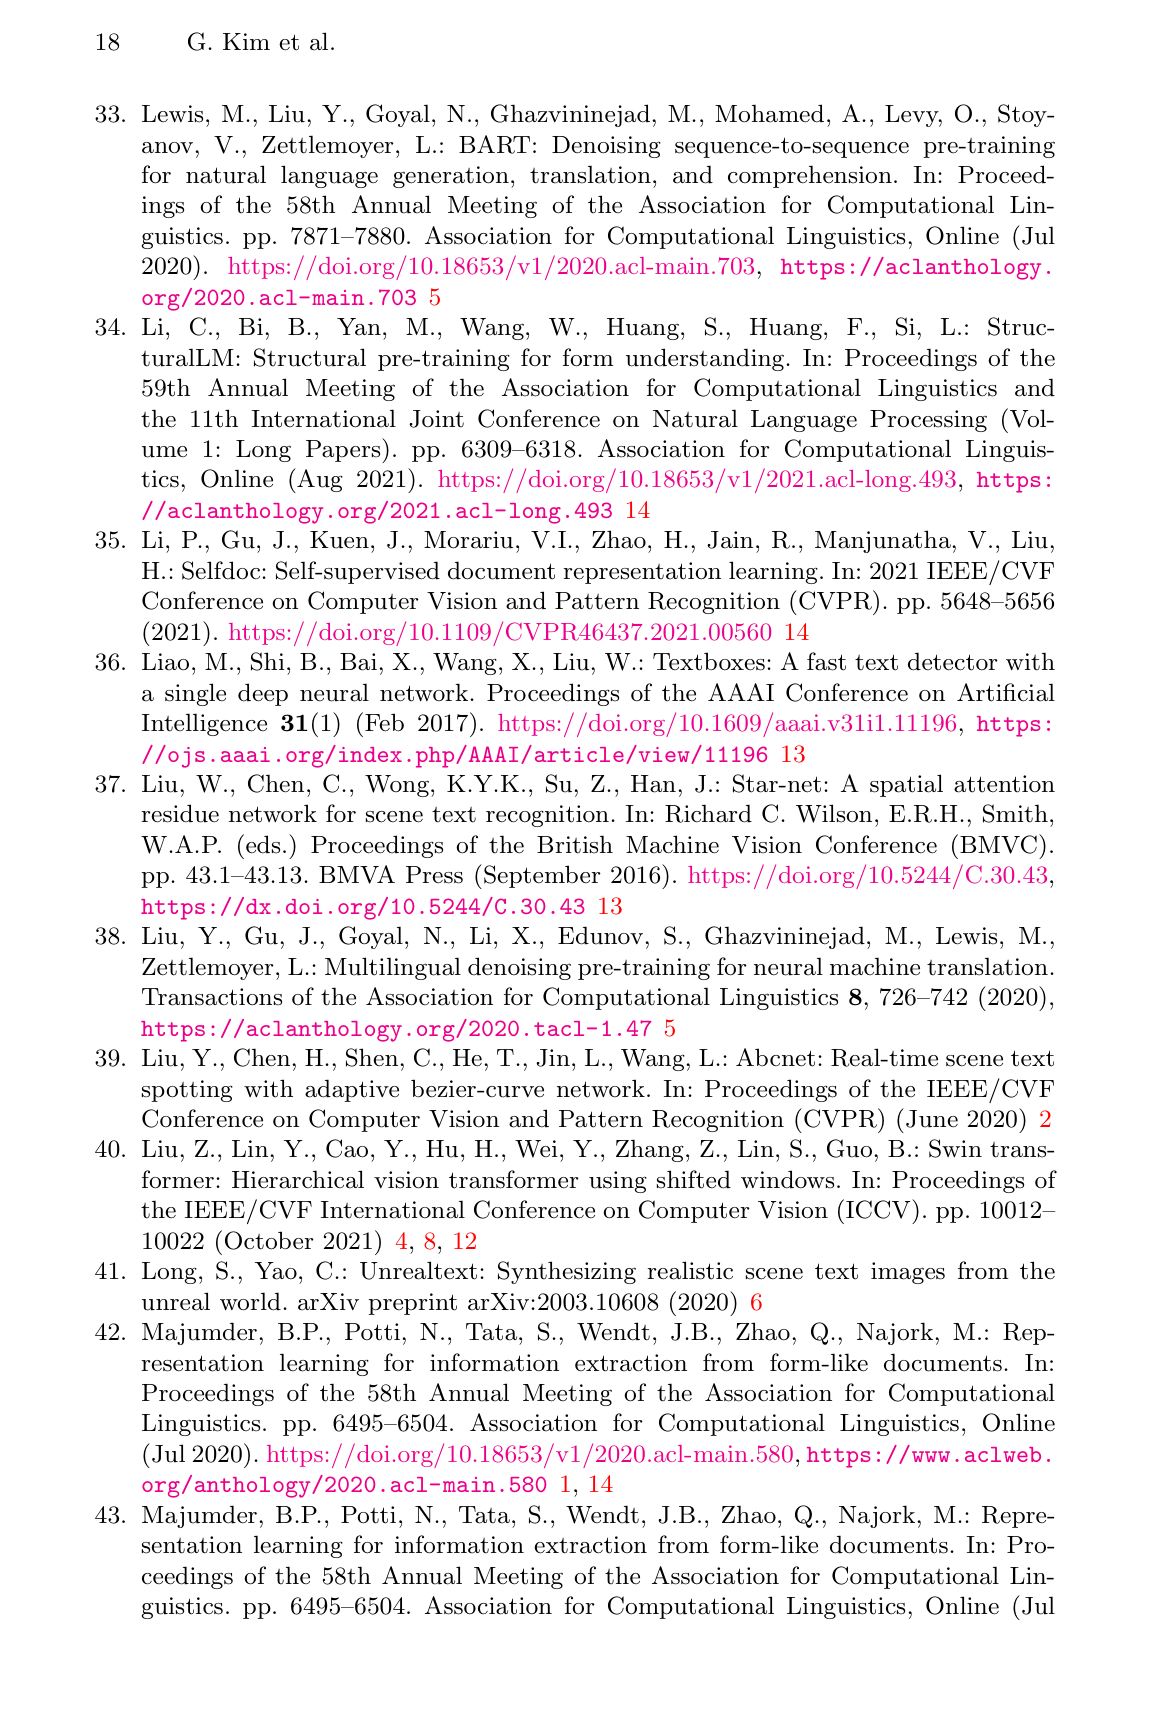 18 G. Kim et al.
33. Lewis, M., Liu, Y., Goyal, N., Ghazvininejad, M., Mohamed, A., Levy, O., Stoy-
anov, V., Zettlemoyer, L.: BART: Denoising sequence-to-sequence pre-training
for natural language generation, translation, and comprehension. In: Proceed-
ings of the 58th Annual Meeting of the Association for Computational Lin-
guistics. pp. 7871–7880. Association for Computational Linguistics, Online (Jul
2020). https://doi.org/10.18653/v1/2020.acl-main.703, https://aclanthology.
org/2020.acl-main.703 5
34. Li, C., Bi, B., Yan, M., Wang, W., Huang, S., Huang, F., Si, L.: Struc-
turalLM: Structural pre-training for form understanding. In: Proceedings of the
59th Annual Meeting of the Association for Computational Linguistics and
the 11th International Joint Conference on Natural Language Processing (Vol-
ume 1: Long Papers). pp. 6309–6318. Association for Computational Linguis-
tics, Online (Aug 2021). https://doi.org/10.18653/v1/2021.acl-long.493, https:
//aclanthology.org/2021.acl-long.493 14
35. Li, P., Gu, J., Kuen, J., Morariu, V.I., Zhao, H., Jain, R., Manjunatha, V., Liu,
H.: Selfdoc: Self-supervised document representation learning. In: 2021 IEEE/CVF
Conference on Computer Vision and Pattern Recognition (CVPR). pp. 5648–5656
(2021). https://doi.org/10.1109/CVPR46437.2021.00560 14
36. Liao, M., Shi, B., Bai, X., Wang, X., Liu, W.: Textboxes: A fast text detector with
a single deep neural network. Proceedings of the AAAI Conference on Artificial
Intelligence 31(1) (Feb 2017). https://doi.org/10.1609/aaai.v31i1.11196, https:
//ojs.aaai.org/index.php/AAAI/article/view/11196 13
37. Liu, W., Chen, C., Wong, K.Y.K., Su, Z., Han, J.: Star-net: A spatial attention
residue network for scene text recognition. In: Richard C. Wilson, E.R.H., Smith,
W.A.P. (eds.) Proceedings of the British Machine Vision Conference (BMVC).
pp. 43.1–43.13. BMVA Press (September 2016). https://doi.org/10.5244/C.30.43,
https://dx.doi.org/10.5244/C.30.43 13
38. Liu, Y., Gu, J., Goyal, N., Li, X., Edunov, S., Ghazvininejad, M., Lewis, M.,
Zettlemoyer, L.: Multilingual denoising pre-training for neural machine translation.
Transactions of the Association for Computational Linguistics 8, 726–742 (2020),
https://aclanthology.org/2020.tacl-1.47 5
39. Liu, Y., Chen, H., Shen, C., He, T., Jin, L., Wang, L.: Abcnet: Real-time scene text
spotting with adaptive bezier-curve network. In: Proceedings of the IEEE/CVF
Conference on Computer Vision and Pattern Recognition (CVPR) (June 2020) 2
40. Liu, Z., Lin, Y., Cao, Y., Hu, H., Wei, Y., Zhang, Z., Lin, S., Guo, B.: Swin trans-
former: Hierarchical vision transformer using shifted windows. In: Proceedings of
the IEEE/CVF International Conference on Computer Vision (ICCV). pp. 10012–
10022 (October 2021) 4, 8, 12
41. Long, S., Yao, C.: Unrealtext: Synthesizing realistic scene text images from the
unreal world. arXiv preprint arXiv:2003.10608 (2020) 6
42. Majumder, B.P., Potti, N., Tata, S., Wendt, J.B., Zhao, Q., Najork, M.: Rep-
resentation learning for information extraction from form-like documents. In:
Proceedings of the 58th Annual Meeting of the Association for Computational
Linguistics. pp. 6495–6504. Association for Computational Linguistics, Online
(Jul 2020). https://doi.org/10.18653/v1/2020.acl-main.580, https://www.aclweb.
org/anthology/2020.acl-main.580 1, 14
43. Majumder, B.P., Potti, N., Tata, S., Wendt, J.B., Zhao, Q., Najork, M.: Repre-
sentation learning for information extraction from form-like documents. In: Pro-
ceedings of the 58th Annual Meeting of the Association for Computational Lin-
guistics. pp. 6495–6504. Association for Computational Linguistics, Online (Jul